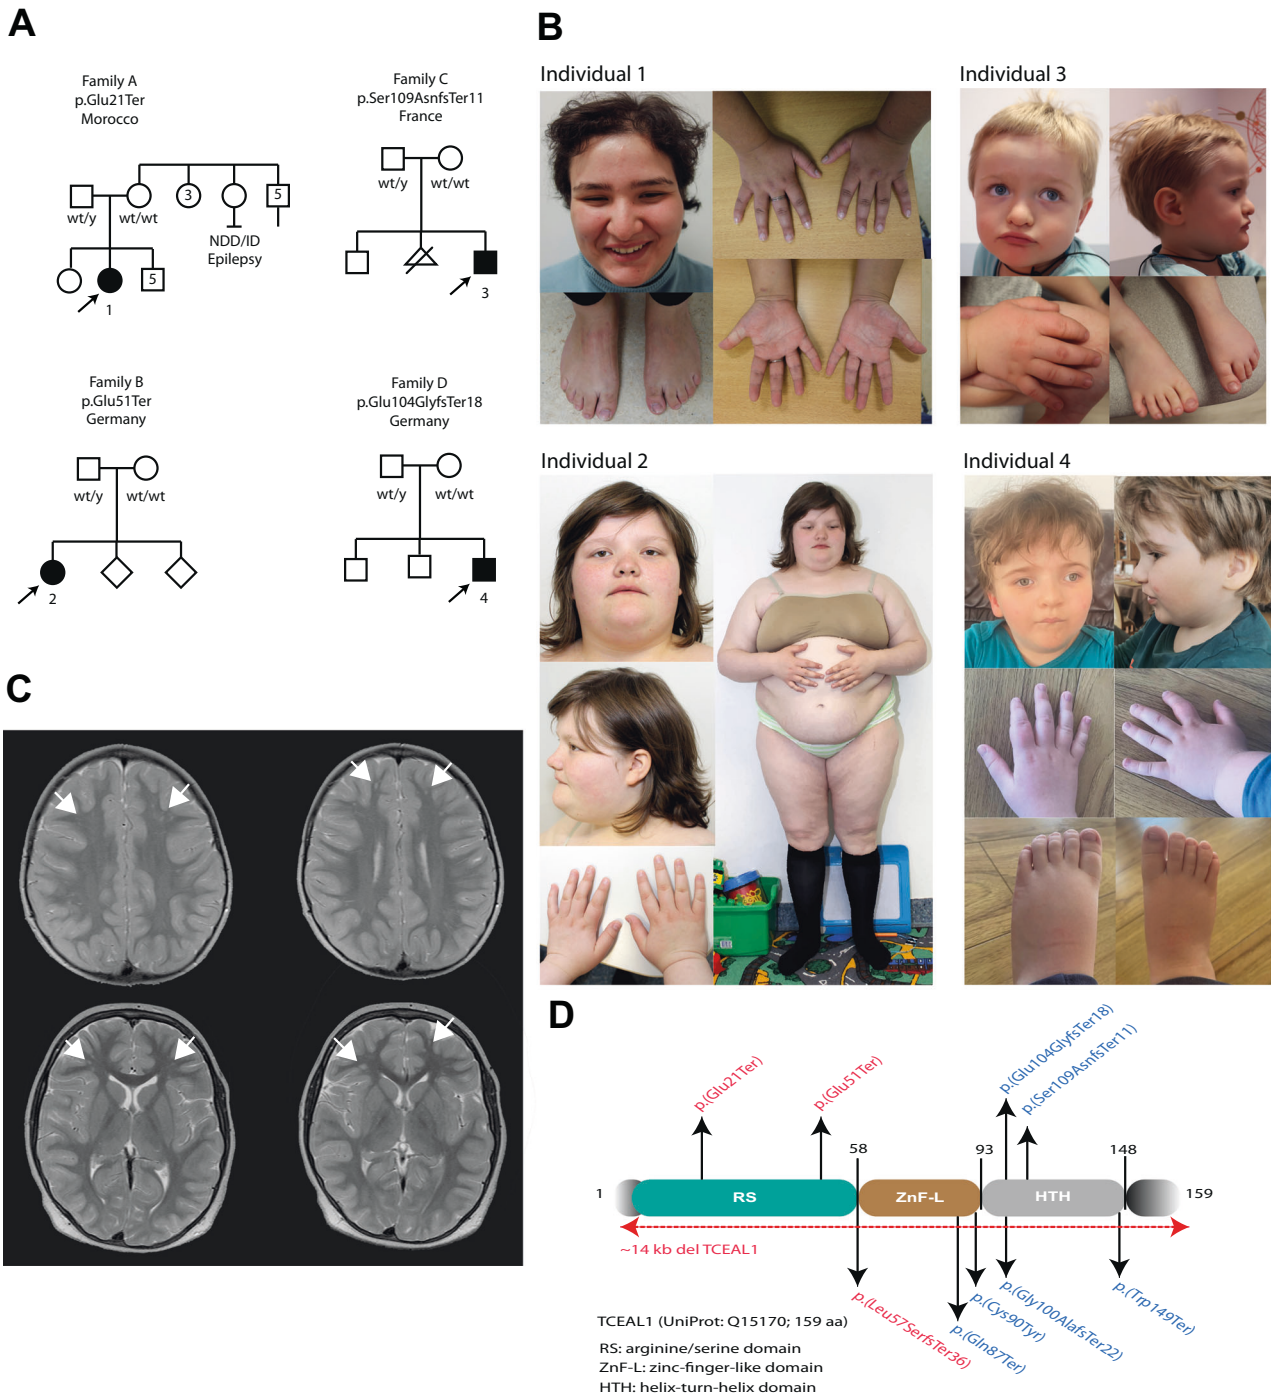 A
Family A
p.Glu21Ter
Morocco
wt/y
wt/wt
3
5
NDD/ID
Epilepsy
5
1
Family C
p.Ser109AsnfsTer11
France
wt/y
wt/wt
3
Family B
p.Glu51Ter
Germany
wt/y
wt/wt
2
Family D
p.Glu104GlyfsTer18
Germany
wt/y
wt/wt
4
B
Individual 1
Individual 3
Individual 2
Individual 4
C
D
p.(Glu21Ter)
p.(Glu51Ter)
p.(Glu104GlyfsTer18)
p.(Ser109AsnfsTer11)
58
93
148
1
RS
ZnF-L
HTH
159
~14 kb del TCEAL1
p.(Leu57SerfsTer36)
p.(Gln87Ter)
p.(Cys90Tyr)
p.(Gly100AlafsTer22)
p.(Trp149Ter)
TCEAL1 (UniProt: Q15170; 159 aa)
RS: arginine/serine domain
ZnF-L: zinc-finger-like domain
HTH: helix-turn-helix domain